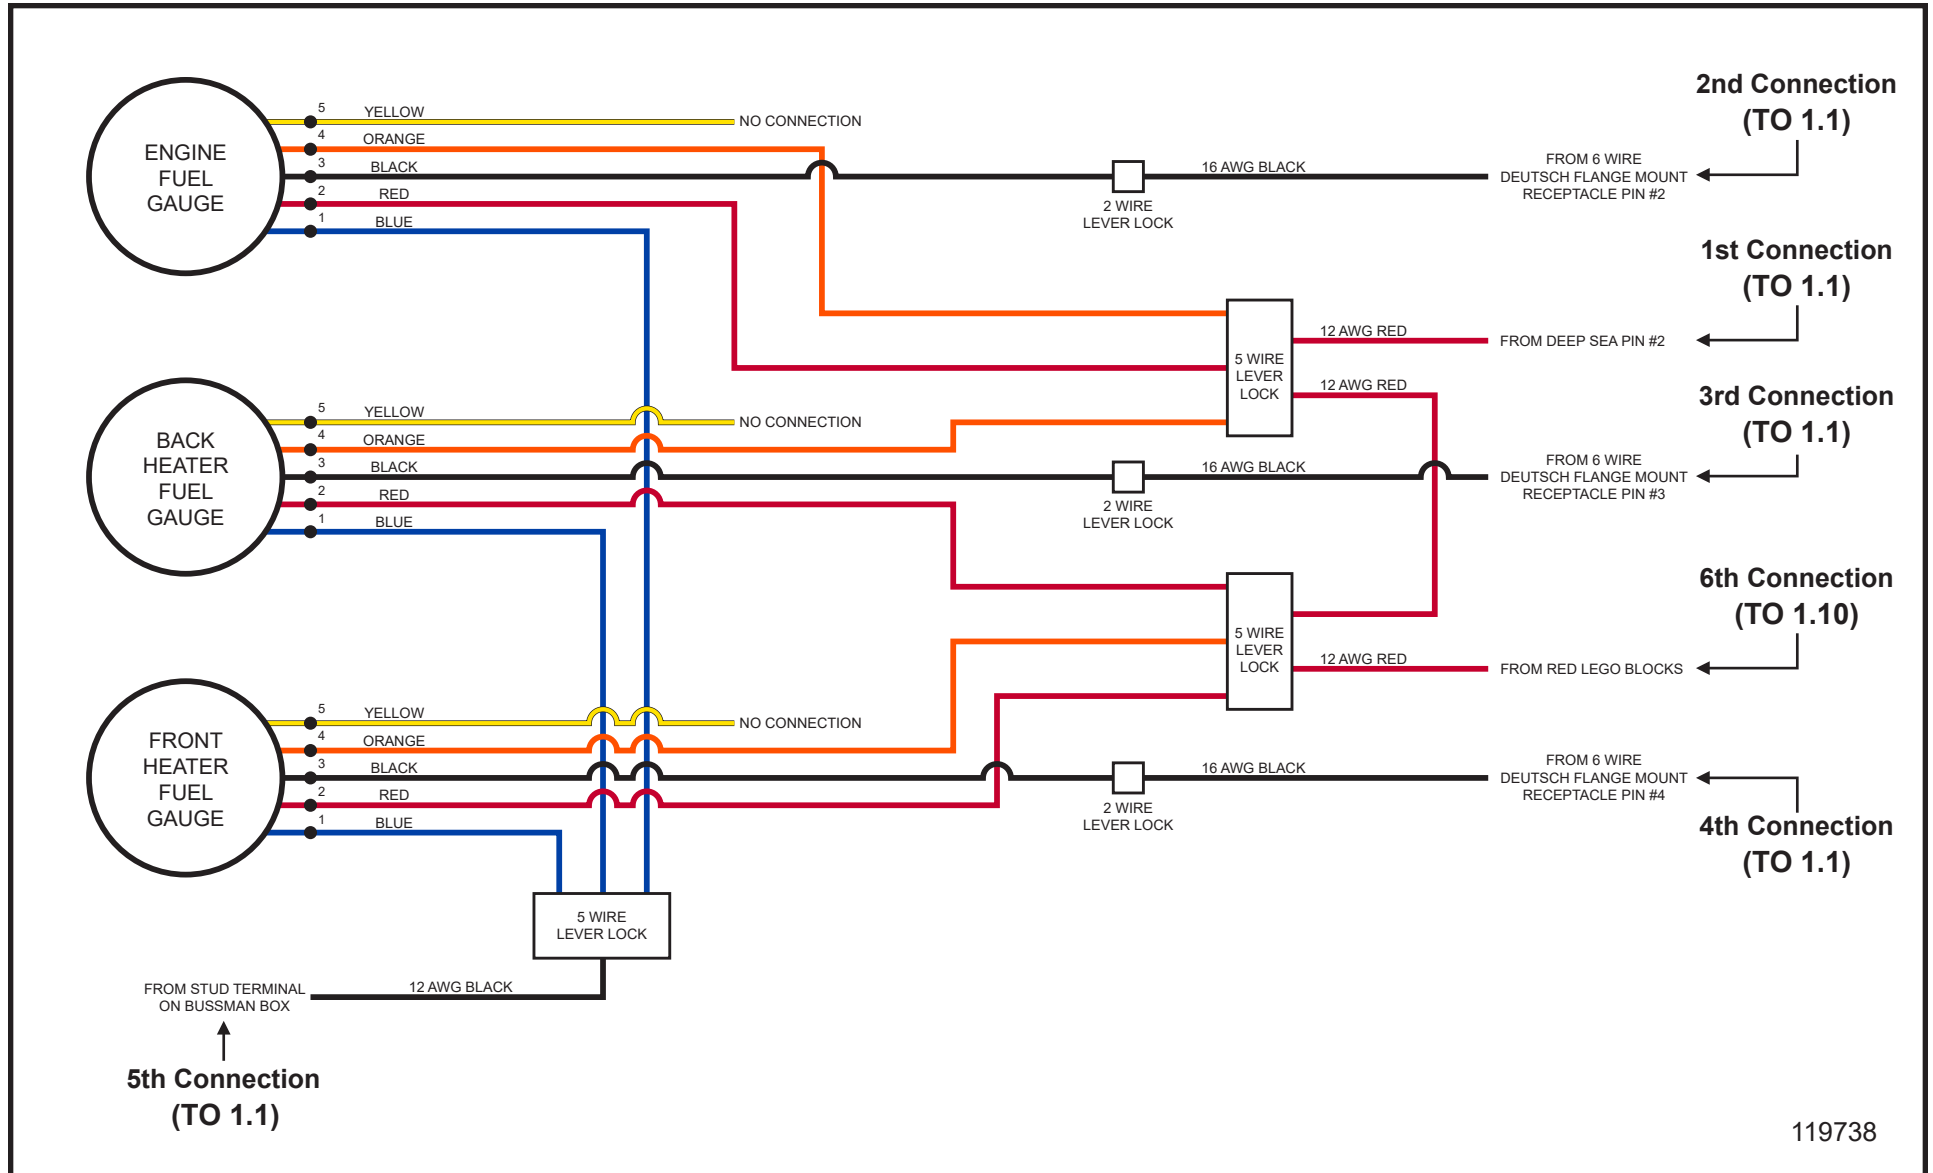 2nd Connection
(TO 1.1)
ENGINE
FUEL
GAUGE
5
YELLOW
NO CONNECTION
4
ORANGE
3
BLACK
2
RED
1
BLUE
2 WIRE
LEVER LOCK
16 AWG BLACK
FROM 6 WIRE
DEUTSCH FLANGE MOUNT
RECEPTACLE PIN #2
1st Connection
(TO 1.1)
5 WIRE
LEVER
LOCK
12 AWG RED
FROM DEEP SEA PIN #2
12 AWG RED
3rd Connection
(TO 1.1)
BACK
HEATER
FUEL
GAUGE
5
YELLOW
NO CONNECTION
4
ORANGE
3
BLACK
2
RED
1
BLUE
2 WIRE
LEVER LOCK
16 AWG BLACK
FROM 6 WIRE
DEUTSCH FLANGE MOUNT
RECEPTACLE PIN #3
6th Connection
(TO 1.10)
5 WIRE
LEVER
LOCK
12 AWG RED
FROM RED LEGO BLOCKS
FRONT
HEATER
FUEL
GAUGE
5
YELLOW
NO CONNECTION
4
ORANGE
3
BLACK
2
RED
1
BLUE
2 WIRE
LEVER LOCK
16 AWG BLACK
FROM 6 WIRE
DEUTSCH FLANGE MOUNT
RECEPTACLE PIN #4
4th Connection
(TO 1.1)
5 WIRE
LEVER LOCK
FROM STUD TERMINAL
ON BUSSMAN BOX
12 AWG BLACK
5th Connection
(TO 1.1)
119738